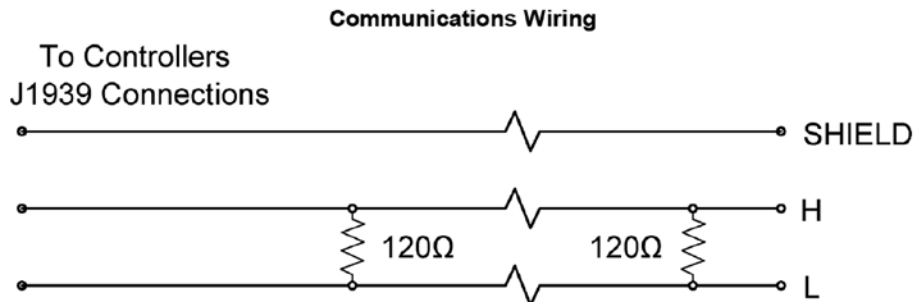 Communications Wiring
To Controllers
J1939 Connections
SHIELD
H
120Ω 120Ω
L